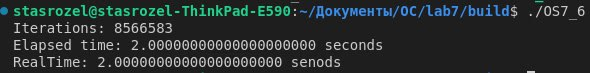 stasrozel@stasrozel-ThinkPad-E590:~/Документы/ОС/lab7/build$ ./OS7_6
Iterations: 8566583
Elapsed time: 2.00000000000000000000 seconds
RealTime: 2.00000000000000000000 senods